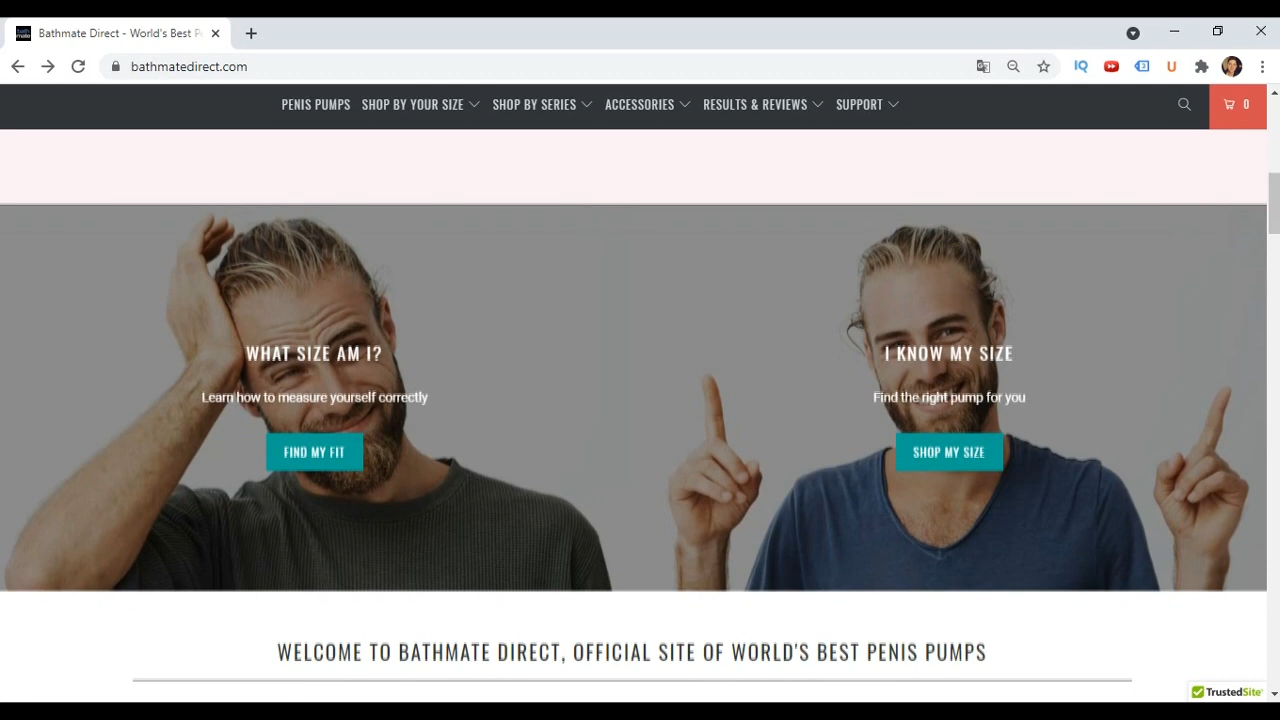 Bathmate Direct - World's Best P
bathmatedirect.com
PENIS PUMPS SHOP BY YOUR SIZE SHOP BY SERIES ACCESSORIES RESULTS & REVIEWS SUPPORT 0
WHAT SIZE AM I?
Learn how to measure yourself correctly
FIND MY FIT
I KNOW MY SIZE
Find the right pump for you
SHOP MY SIZE
WELCOME TO BATHMATE DIRECT, OFFICIAL SITE OF WORLD'S BEST PENIS PUMPS
TrustedSite